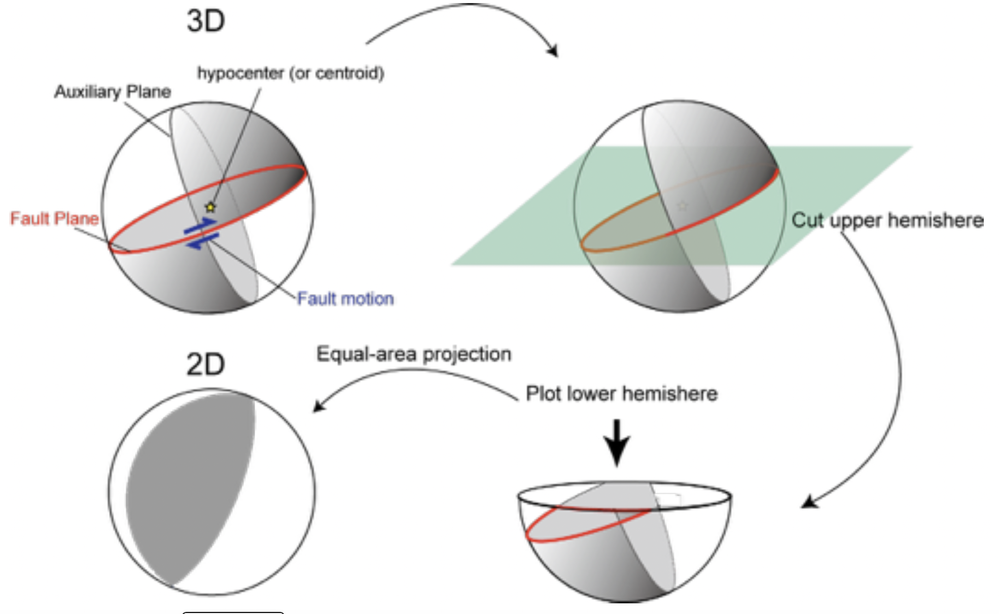 3D
hypocenter (or centroid)
Auxiliary Plane
Fault Plane
Cut upper hemishere
Fault motion
Equal-area projection
2D
Plot lower hemishere